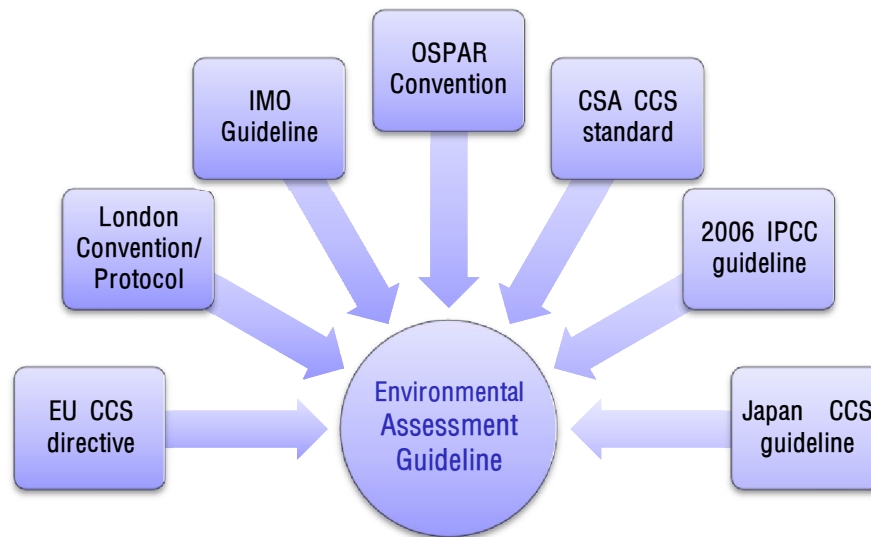 OSPAR
Convention
IMO
Guideline
CSA CCS
standard
London
Convention/
Protocol
2006 IPCC
guideline
EU CCS
directive
Environmental
Assessment
Guideline
Japan CCS
guideline